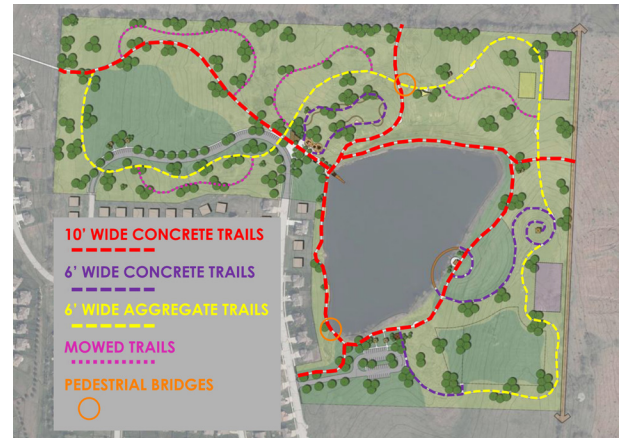 10' WIDE CONCRETE TRAILS
6' WIDE CONCRETE TRAILS
6' WIDE AGGREGATE TRAILS
MOWED TRAILS
PEDESTRIAL BRIDGES